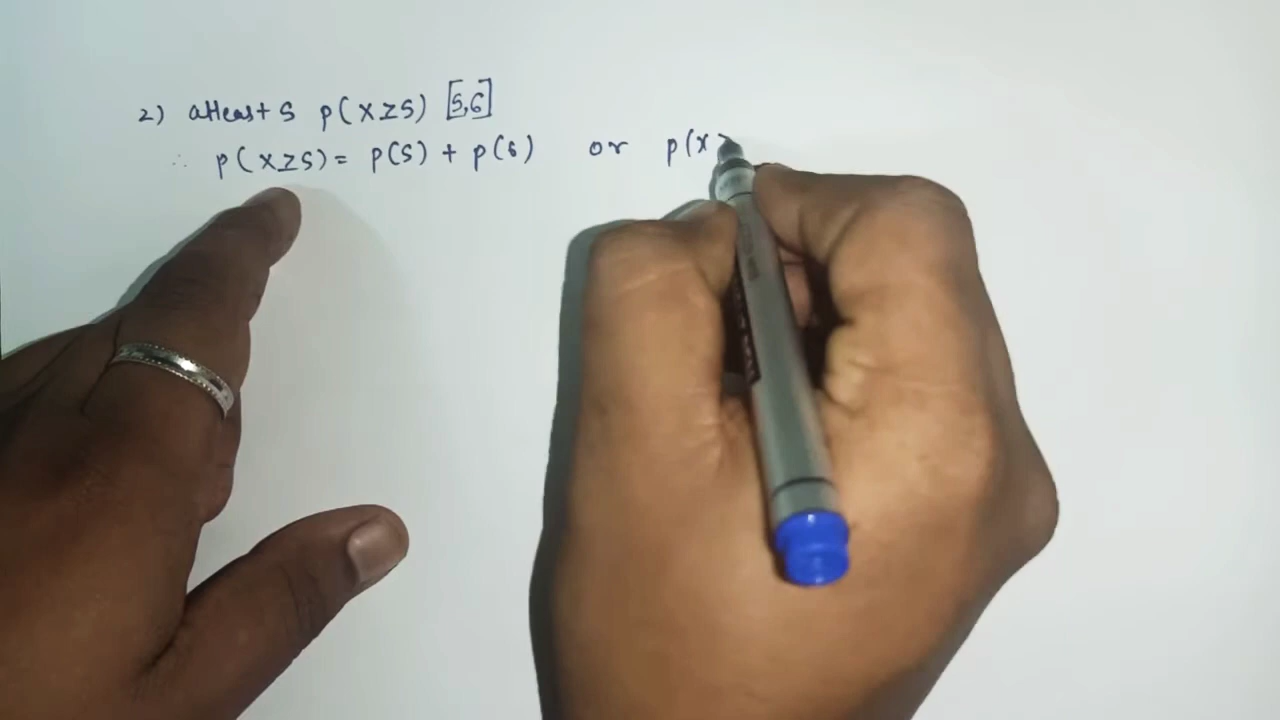 2) atleast 5 p(x≥5) [5,6]
∴ p(x≥5) = p(5) + p(6) or p(x>